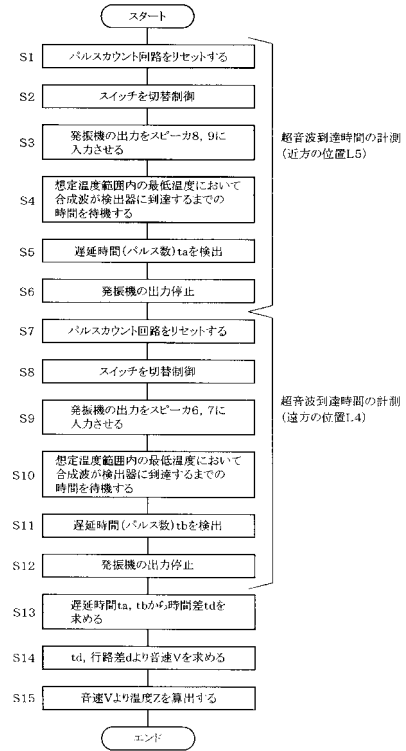 スタート
S1
パルスカウント回路をリセットする
S2
スイッチを切替制御
S3
発振機の出力をスピーカ8, 9に
入力させる
S4
想定温度範囲内の最低温度において
合成波が検出器に到達するまでの
時間を待機する
S5
遅延時間(パルス数)taを検出
S6
発振機の出力停止
超音波到達時間の計測
(近方の位置L5)
S7
パルスカウント回路をリセットする
S8
スイッチを切替制御
S9
発振機の出力をスピーカ6, 7に
入力させる
S10
想定温度範囲内の最低温度において
合成波が検出器に到達するまでの
時間を待機する
S11
遅延時間(パルス数)tbを検出
S12
発振機の出力停止
超音波到達時間の計測
(遠方の位置L4)
S13
遅延時間ta, tbから時間差tdを
求める
S14
td, 行路差dより音速Vを求める
S15
音速Vより温度Zを算出する
エンド